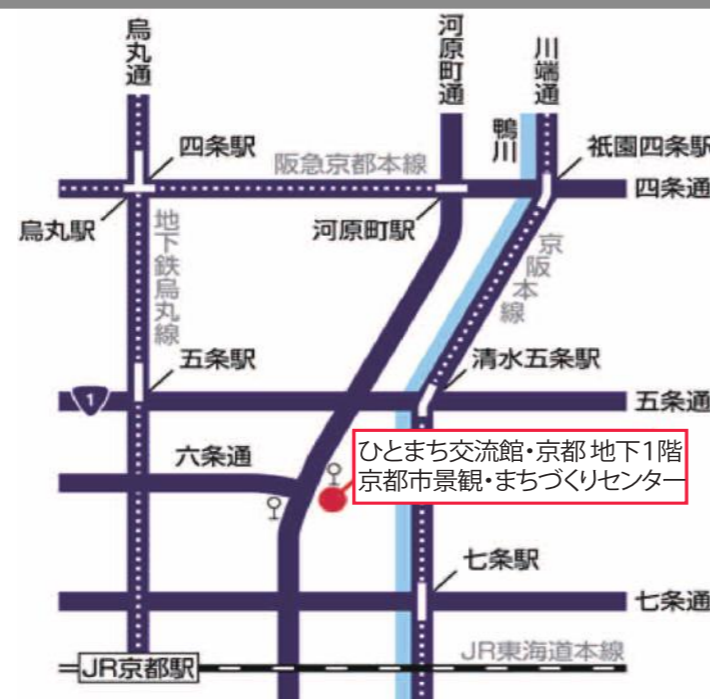 烏丸通
河原町通
川端通
鴨川
四条駅
阪急京都本線
祇園四条駅
四条通
烏丸駅
地下鉄烏丸線
河原町駅
京阪本線
五条駅
清水五条駅
1
五条通
六条通
ひとまち交流館・京都 地下1階
京都市景観・まちづくりセンター
七条駅
七条通
JR東海道本線
JR京都駅